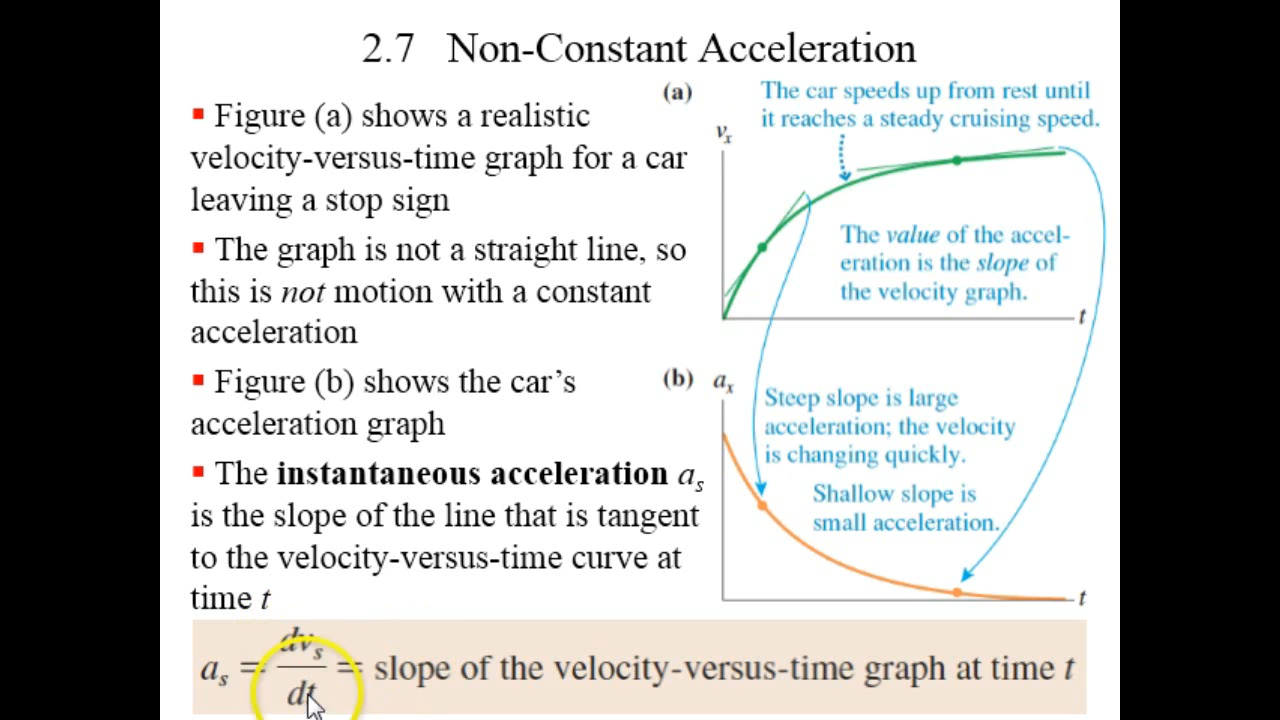 2.7 Non-Constant Acceleration
▪ Figure (a) shows a realistic
velocity-versus-time graph for a car
leaving a stop sign
▪ The graph is not a straight line, so
this is not motion with a constant
acceleration
▪ Figure (b) shows the car’s
acceleration graph
▪ The instantaneous acceleration aₛ
is the slope of the line that is tangent
to the velocity-versus-time curve at
time t
(a)
The car speeds up from rest until
it reaches a steady cruising speed.
vₓ
The value of the accel-
eration is the slope of
the velocity graph.
t
(b)
aₓ
Steep slope is large
acceleration; the velocity
is changing quickly.
Shallow slope is
small acceleration.
t
aₛ = dvₛ/dt = slope of the velocity-versus-time graph at time t